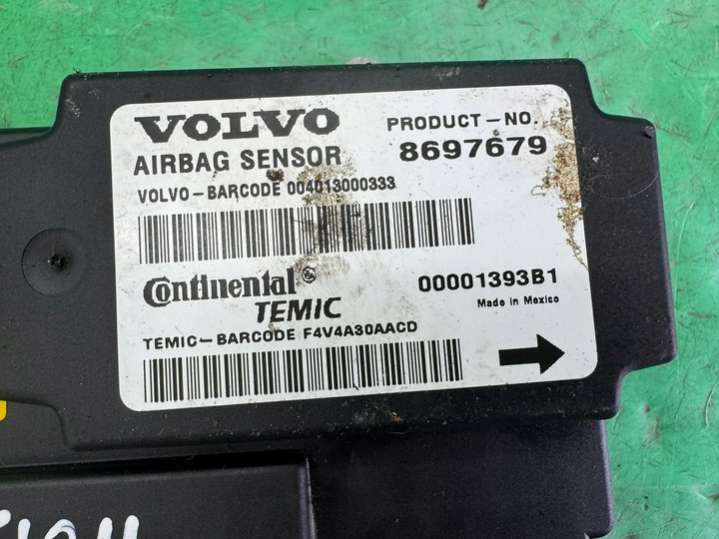 VOLVO
PRODUCT-NO.
AIRBAG SENSOR
8697679
VOLVO-BARCODE 004013000333
Continental
TEMIC
00001393B1
Made in Mexico
TEMIC-BARCODE F4V4A30AACD